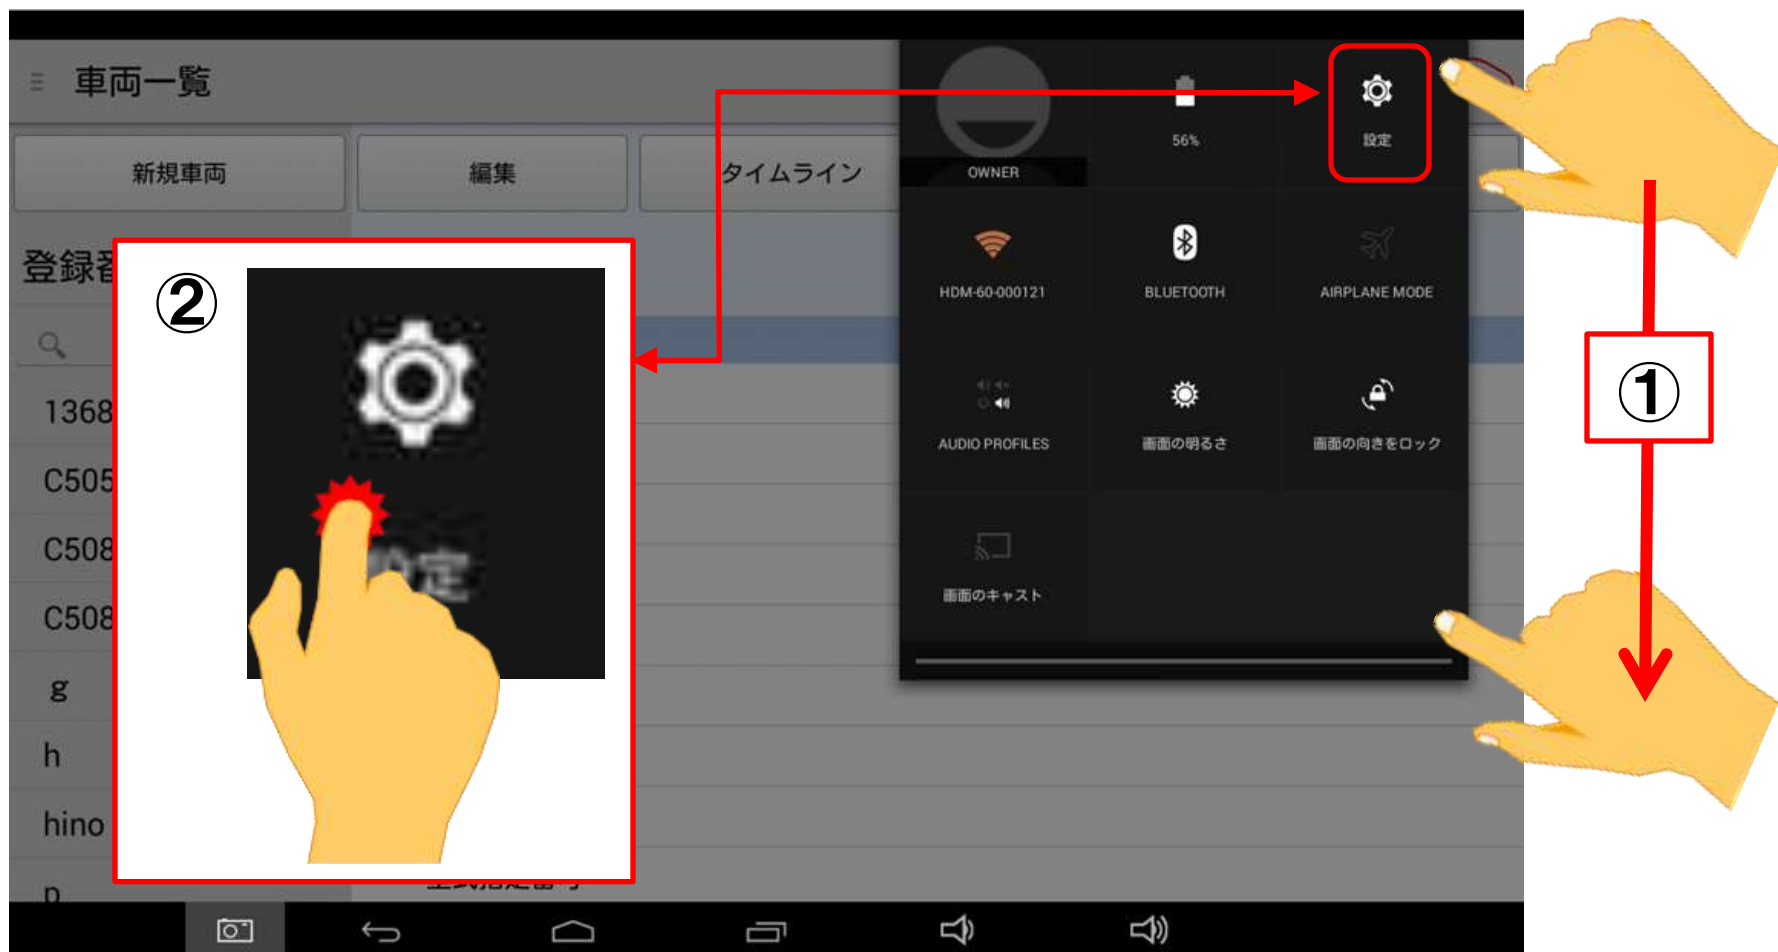 車両一覧
新規車両
編集
タイムライン
OWNER
56%
設定
HDM-60-000121
BLUETOOTH
AIRPLANE MODE
AUDIO PROFILES
画面の明るさ
画面の向きをロック
画面のキャスト
①
②
設定
登録番
1368
C505
C508
C508
g
h
hino
p